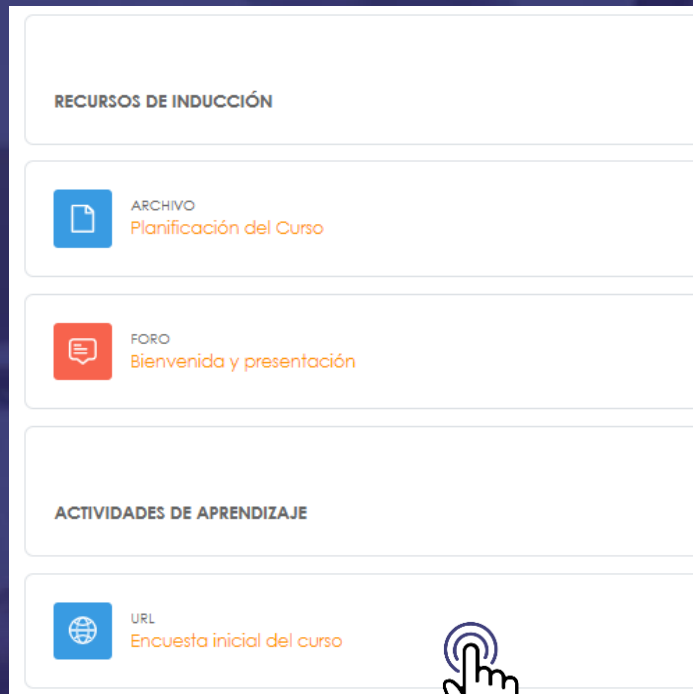 RECURSOS DE INDUCCIÓN
ARCHIVO
Planificación del Curso
FORO
Bienvenida y presentación
ACTIVIDADES DE APRENDIZAJE
URL
Encuesta inicial del curso